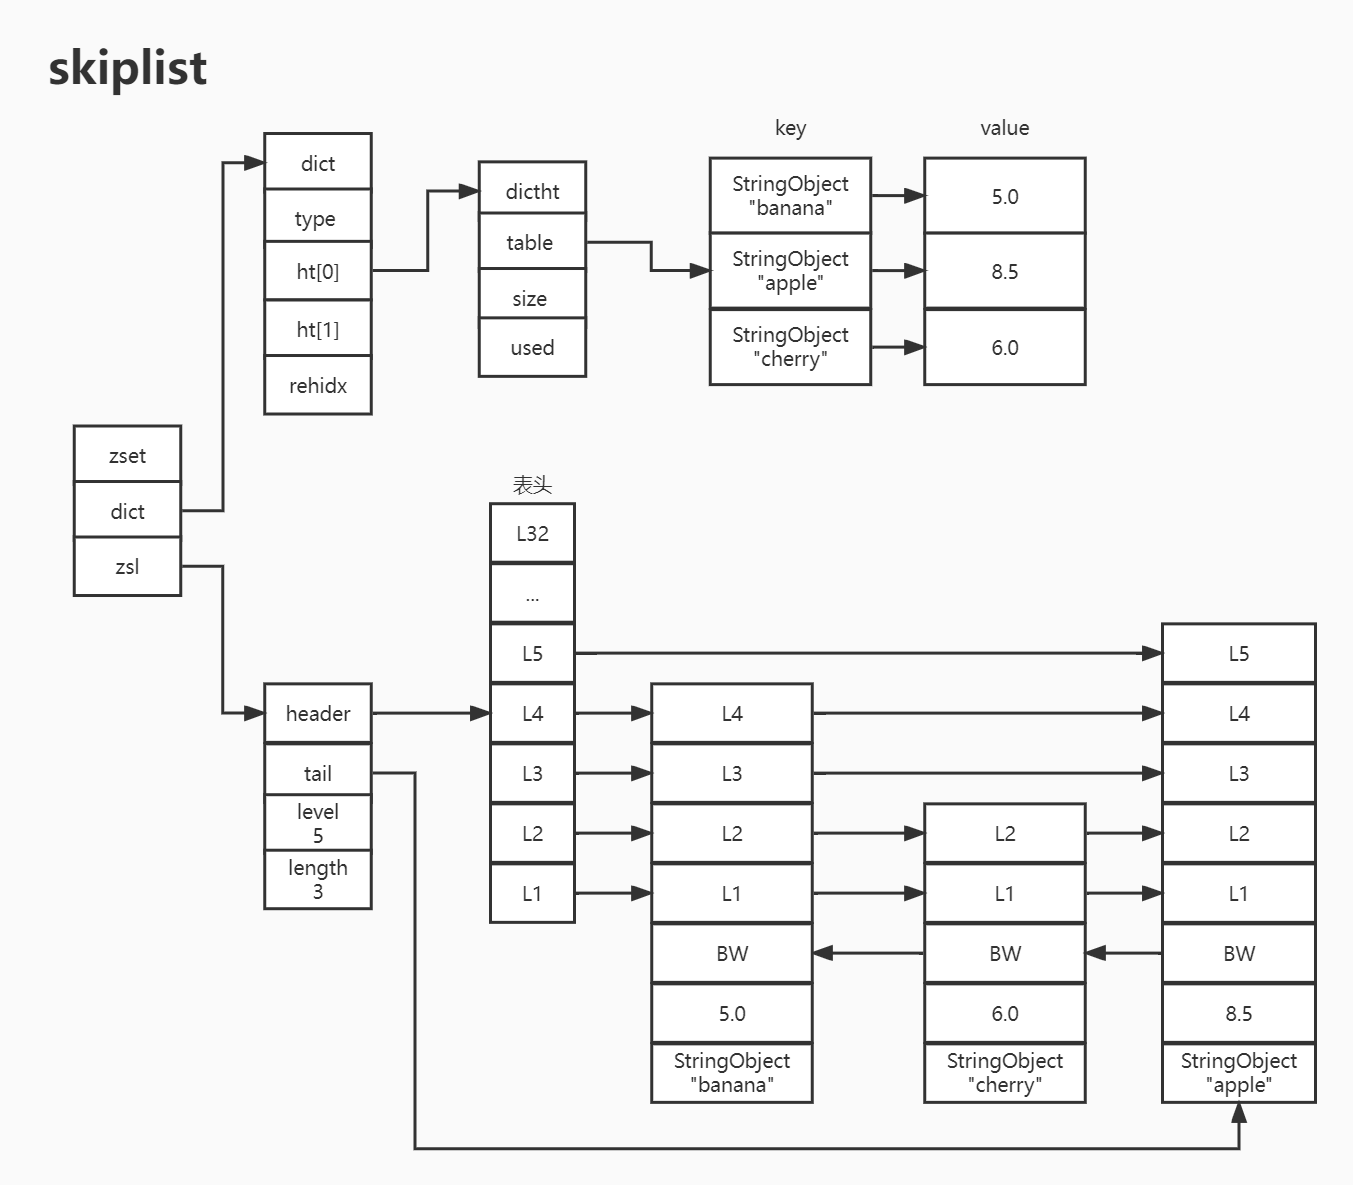 skiplist
key
value
dict
type
ht[0]
ht[1]
rehidx
dictht
table
size
used
StringObject
"banana"
5.0
StringObject
"apple"
8.5
StringObject
"cherry"
6.0
zset
dict
zsl
表头
L32
...
L5
L4
L3
L2
L1
header
tail
level
5
length
3
L4
L3
L2
L1
BW
5.0
StringObject
"banana"
L2
L1
BW
6.0
StringObject
"cherry"
L5
L4
L3
L2
L1
BW
8.5
StringObject
"apple"